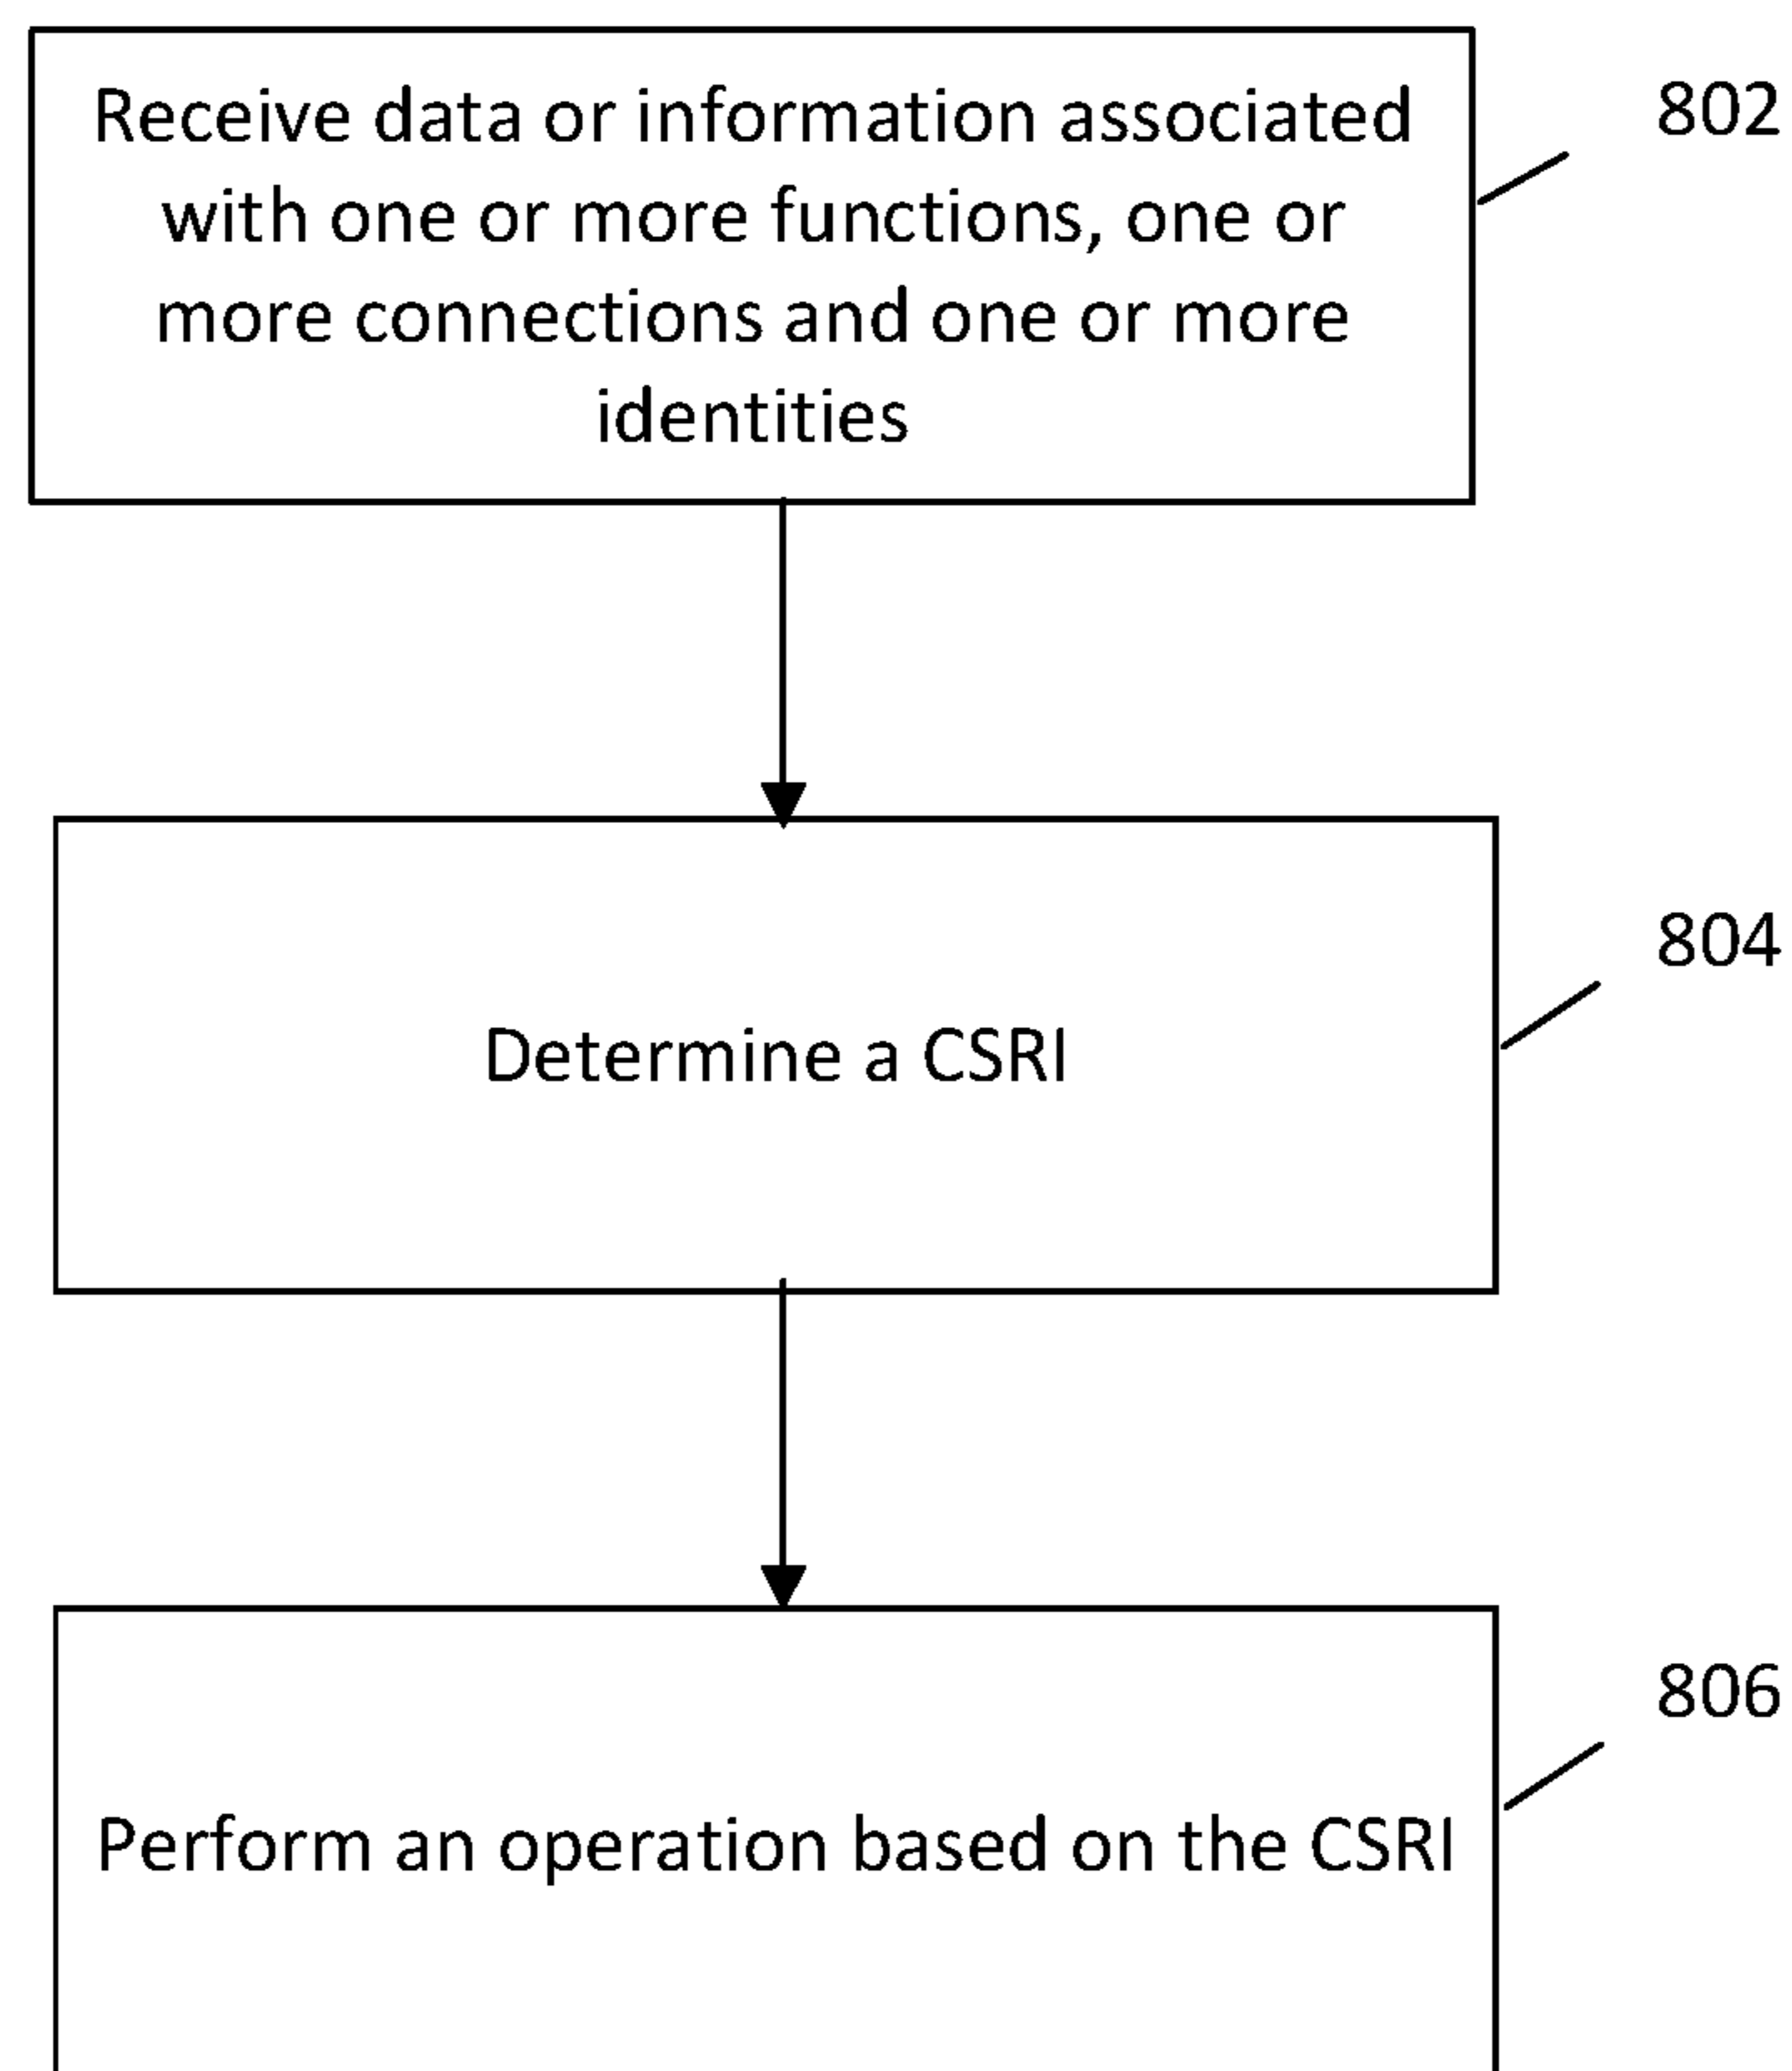 Receive data or information associated
with one or more functions, one or
more connections and one or more
identities
802
Determine a CSRI
804
Perform an operation based on the CSRI
806